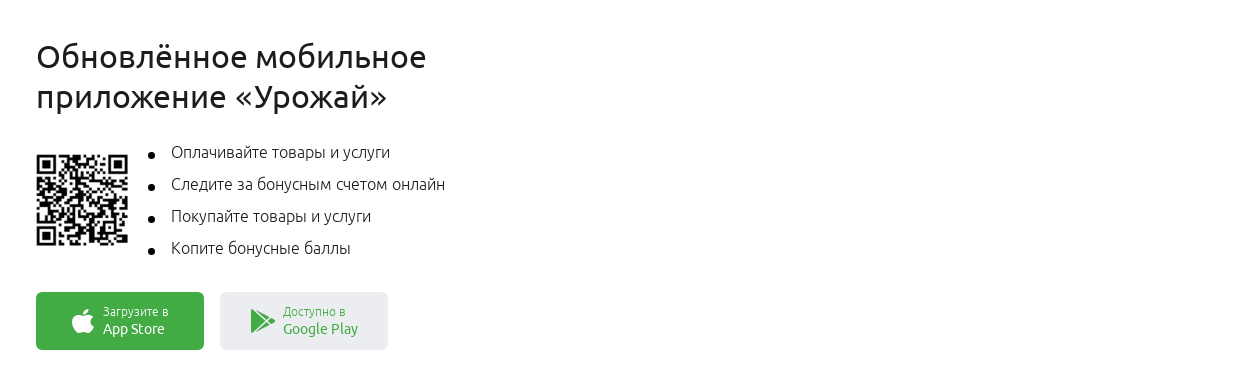 Обновлённое мобильное
приложение «Урожай»
Оплачивайте товары и услуги
Следите за бонусным счетом онлайн
Покупайте товары и услуги
Копите бонусные баллы
Загрузите в
App Store
Доступно в
Google Play